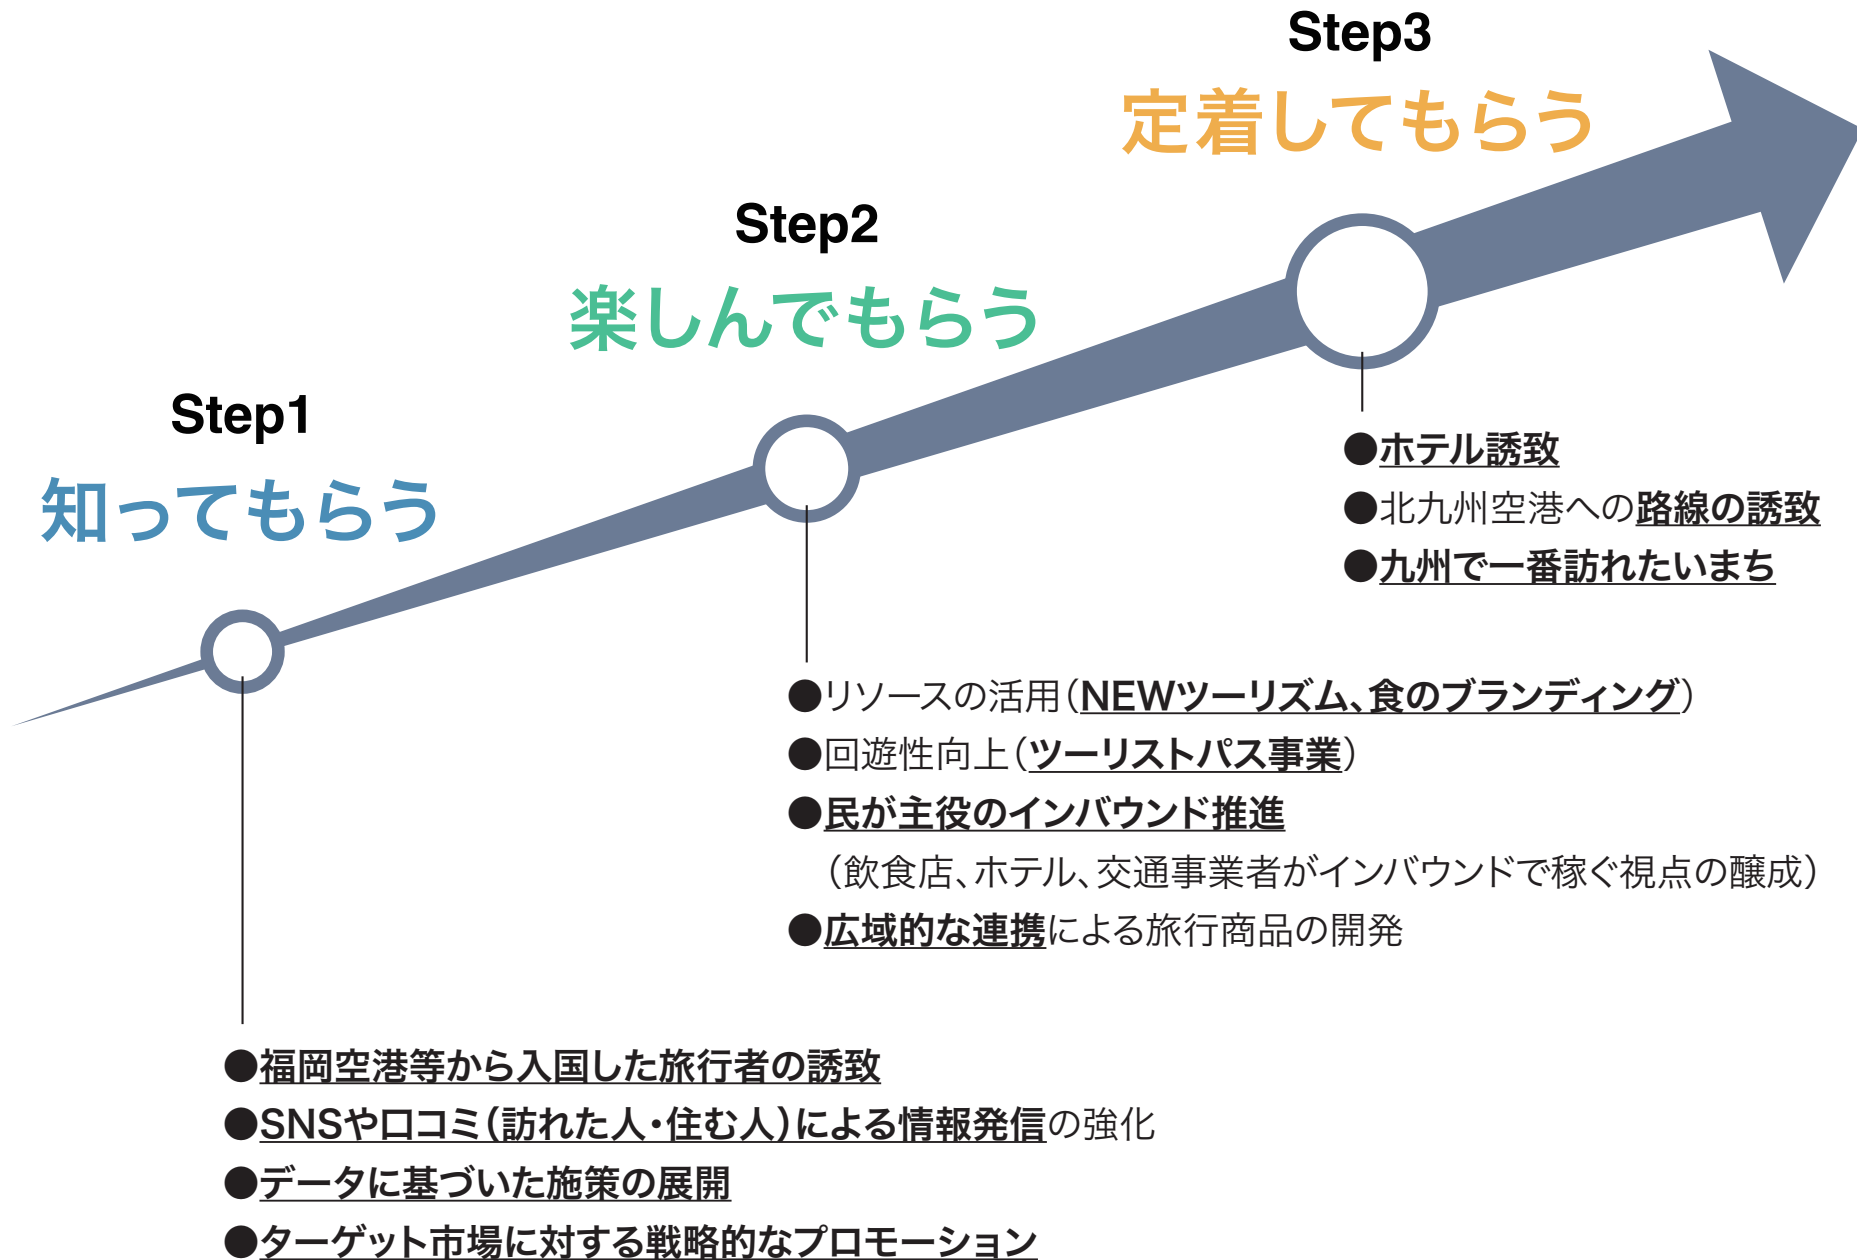 Step3
定着してもらう
Step2
楽しんでもらう
Step1
知ってもらう
●ホテル誘致
●北九州空港への路線の誘致
●九州で一番訪れたいまち
●リソースの活用（NEWツーリズム、食のブランディング）
●回遊性向上（ツーリストパス事業）
●民が主役のインバウンド推進
（飲食店、ホテル、交通事業者がインバウンドで稼ぐ視点の醸成）
●広域的な連携による旅行商品の開発
●福岡空港等から入国した旅行者の誘致
●SNSや口コミ（訪れた人・住む人）による情報発信の強化
●データに基づいた施策の展開
●ターゲット市場に対する戦略的なプロモーション